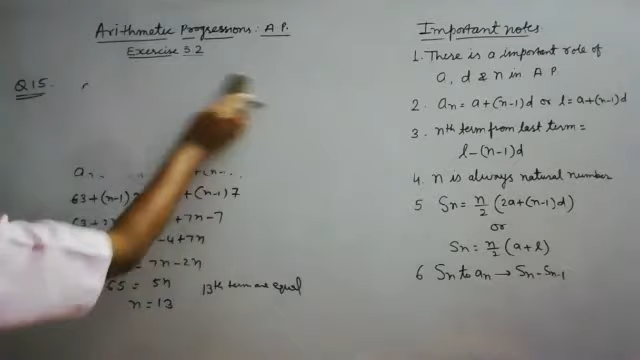 Arithmetic Progressions: A.P.
Exercise 5.2
Q15.
an
63+(n-1)2 +(n-1)7
+7n-7
-4+7n
7n-2n
65 = 5n
n=13
13th term are equal
Important notes
1. There is a important role of
a, d & n in A P
2. an = a+(n-1)d or l = a+(n-1)d
3. nth term from last term =
l-(n-1)d
4. n is always natural number
5 Sn = n/2 (2a+(n-1)d)
or
Sn = n/2 (a+l)
6 Sn to an → Sn-Sn-1